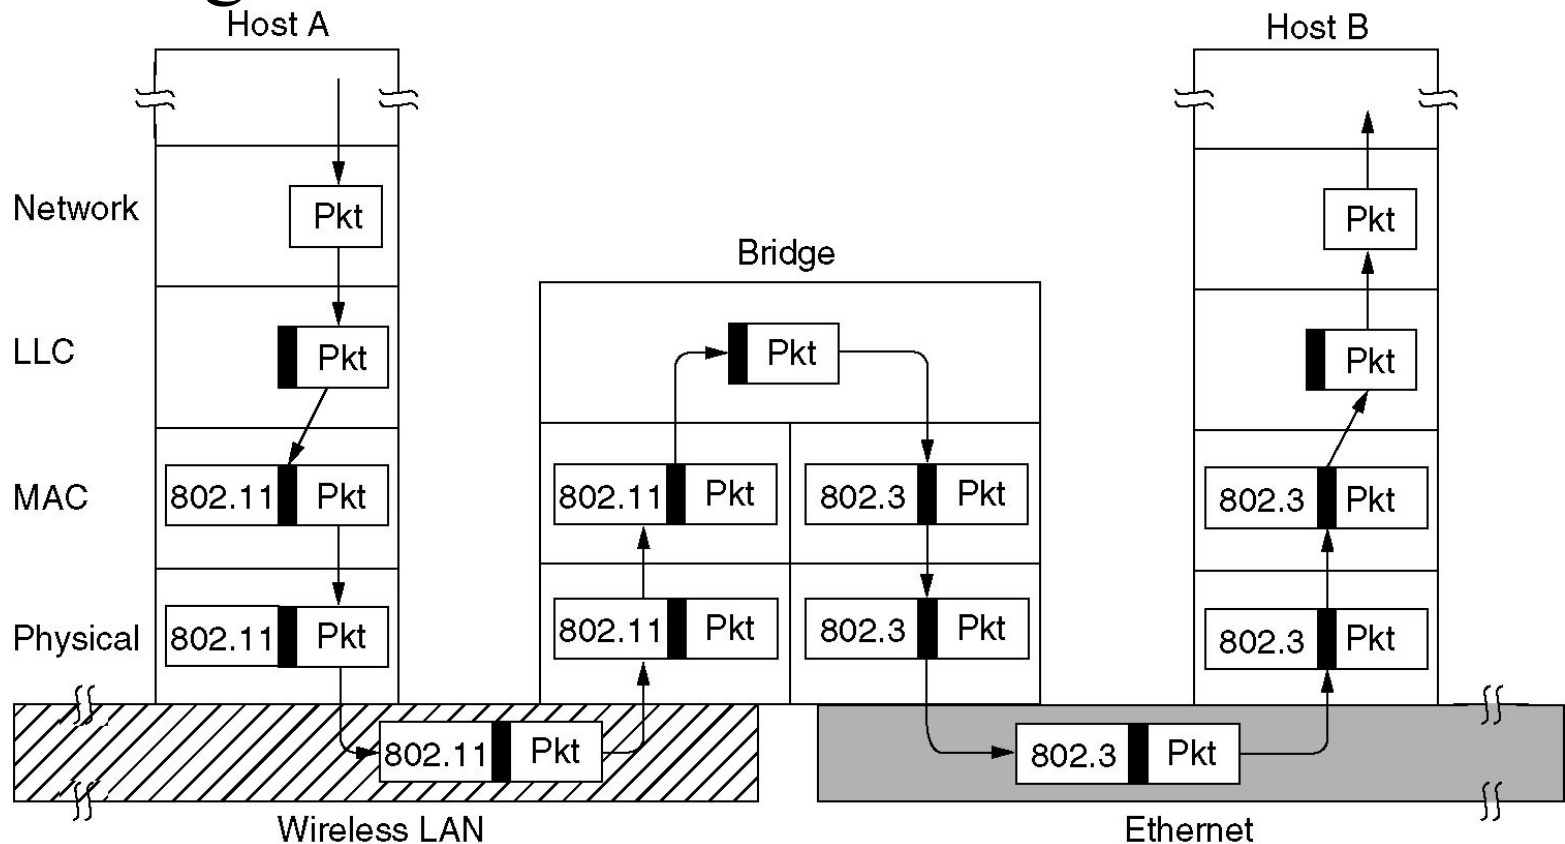 Host A
Host B
Network
Pkt
Pkt
Bridge
LLC
Pkt
Pkt
Pkt
MAC
802.11 Pkt
802.11 Pkt
802.3 Pkt
802.3 Pkt
Physical
802.11 Pkt
802.11 Pkt
802.3 Pkt
802.3 Pkt
802.11 Pkt
802.3 Pkt
Wireless LAN
Ethernet